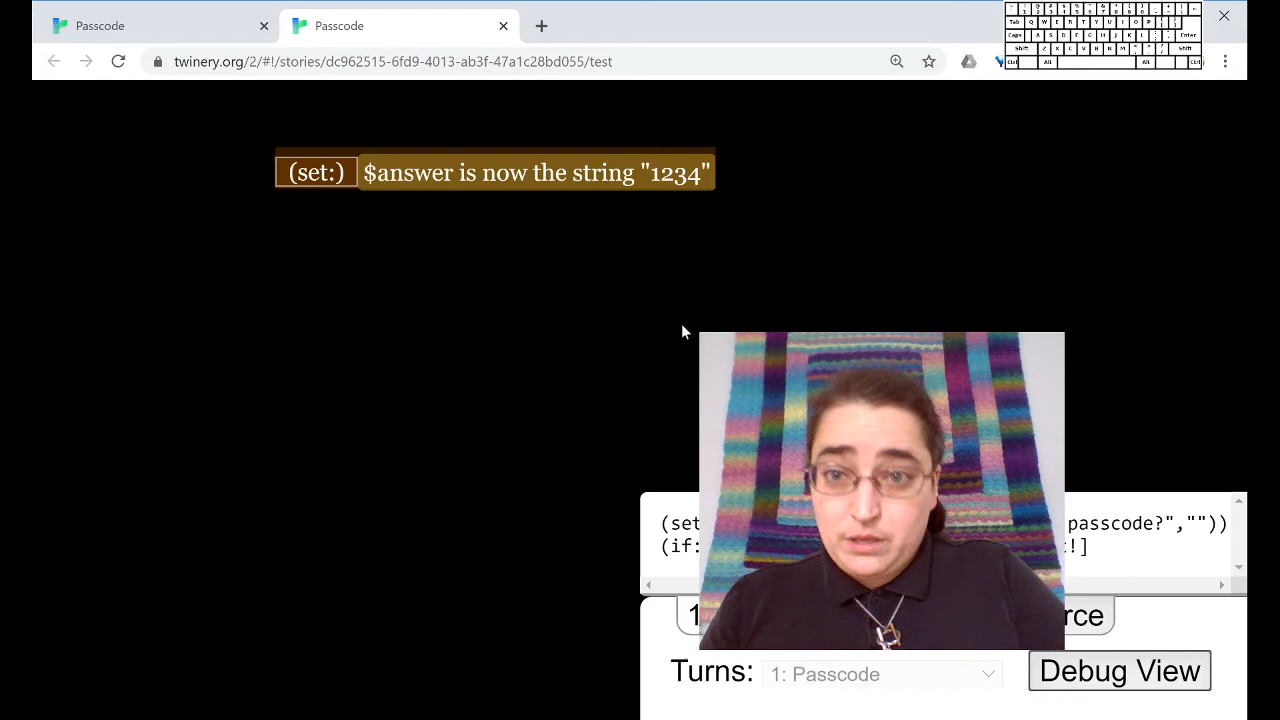 Passcode
Passcode
twinery.org/2/#!/stories/dc962515-6fd9-4013-ab3f-47a1c28bd055/test
(set:) $answer is now the string "1234"
(set passcode?",""))
(if: !]
rce
Turns: 1: Passcode Debug View